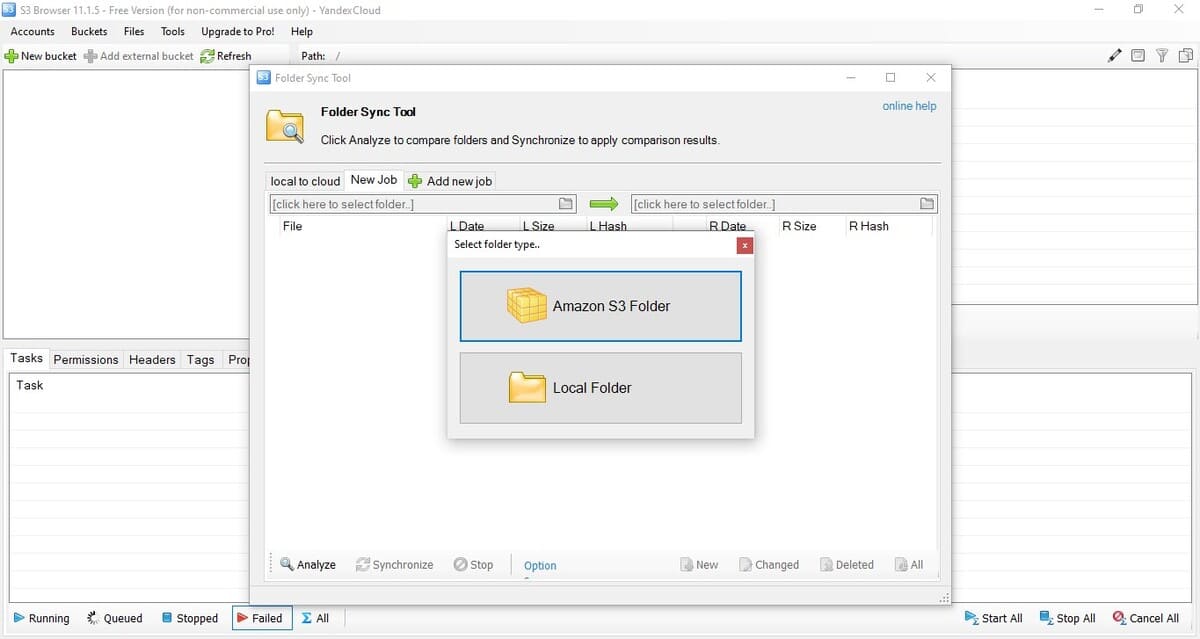 S3 Browser 11.1.5 - Free Version (for non-commercial use only) - YandexCloud
Accounts Buckets Files Tools Upgrade to Pro! Help
New bucket Add external bucket Refresh Path: /
Folder Sync Tool
Folder Sync Tool
online help
Click Analyze to compare folders and Synchronize to apply comparison results.
local to cloud New Job Add new job
[click here to select folder..] [click here to select folder..]
File L Date L Size L Hash R Date R Size R Hash
Select folder type..
Amazon S3 Folder
Local Folder
Tasks Permissions Headers Tags Prop
Task
Analyze Synchronize Stop Option New Changed Deleted All
Running Queued Stopped Failed All Start All Stop All Cancel All